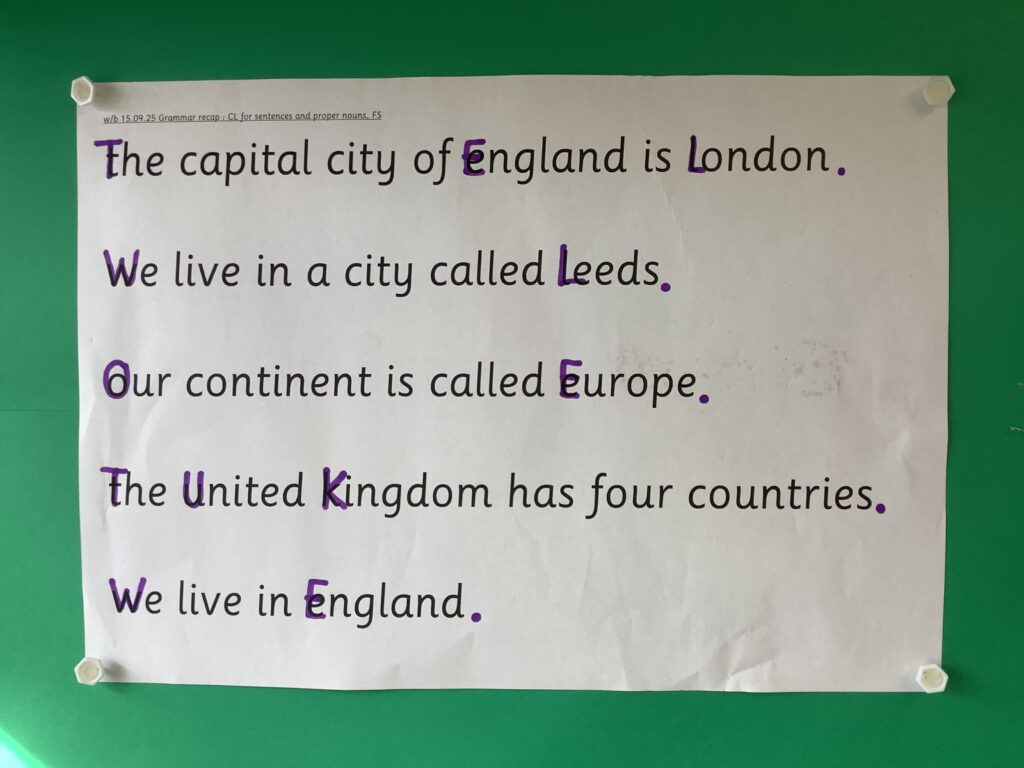 w/b 15.09.25 Grammar recap : CL for sentences and proper nouns, FS
The capital city of England is London.
We live in a city called Leeds.
Our continent is called Europe.
The United Kingdom has four countries.
We live in England.